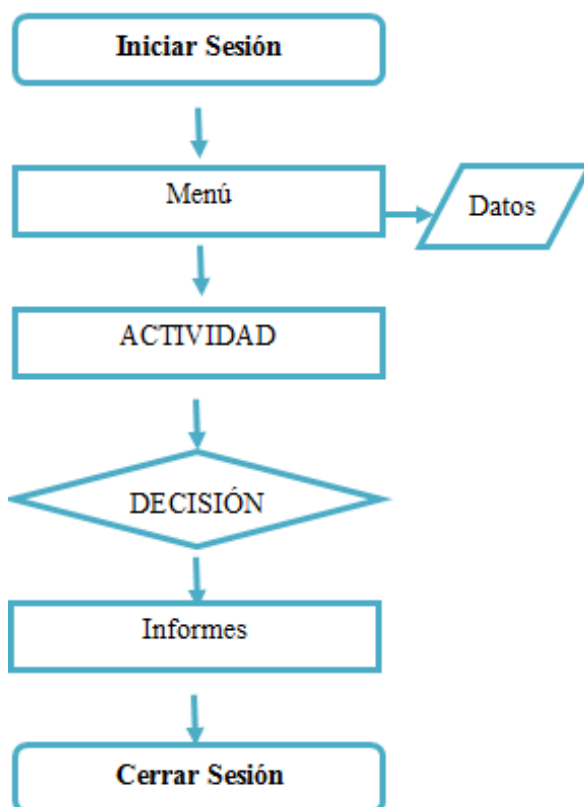 Iniciar Sesión
Menú
Datos
ACTIVIDAD
DECISIÓN
Informes
Cerrar Sesión